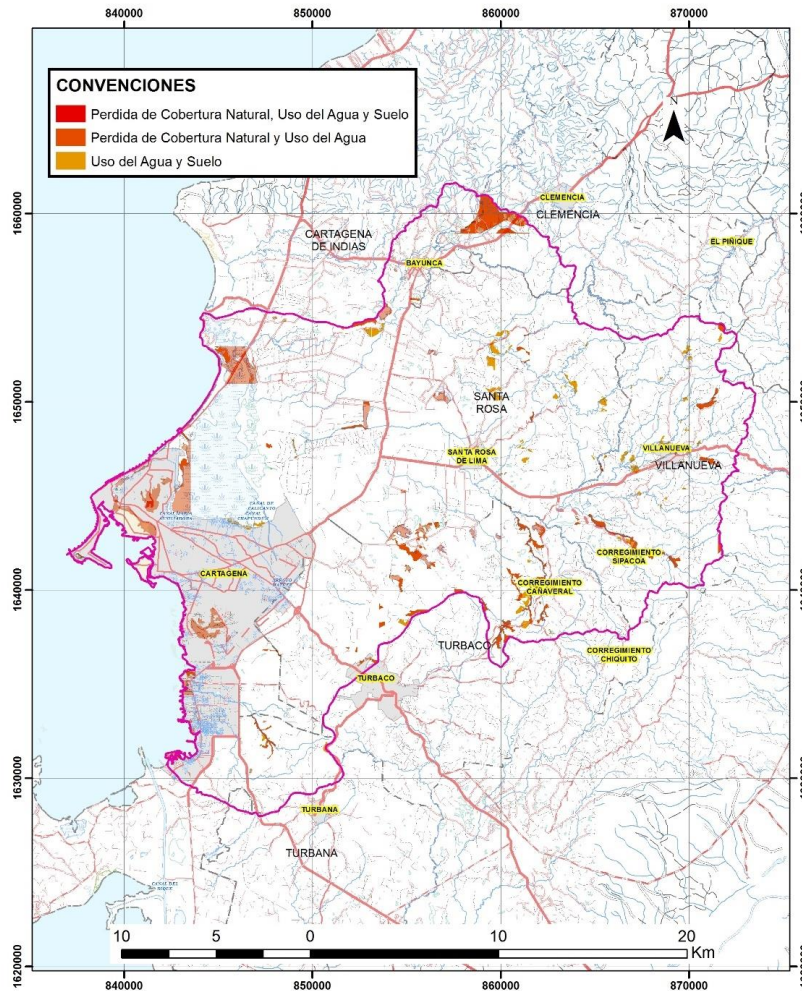 840000 850000 860000 870000
CONVENCIONES
Perdida de Cobertura Natural, Uso del Agua y Suelo
Perdida de Cobertura Natural y Uso del Agua
Uso del Agua y Suelo
N
1660000
CLEMENCIA
CLEMENCIA
CARTAGENA
DE INDIAS
EL PIÑIQUE
BAYUNCA
1650000
SANTA
ROSA
SANTA ROSA
DE LIMA
VILLANUEVA
VILLANUEVA
CORREGIMIENTO
SIPACOA
CARTAGENA
1640000
CORREGIMIENTO
CAÑAVERAL
TURBACO
CORREGIMIENTO
CHIQUITO
TURBACO
1630000
TURBANA
TURBANA
CANAL DEL
DIQUE
10 5 0 10 20
Km
1620000
840000 850000 860000 870000